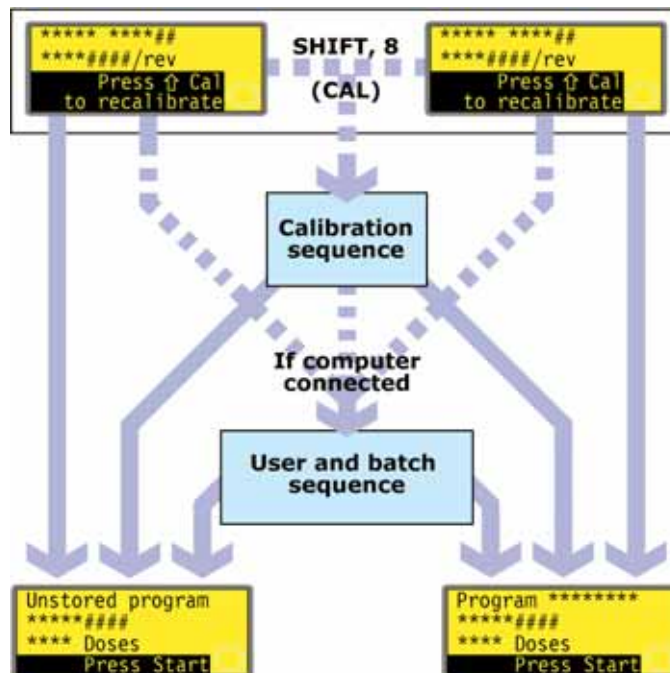 ***** ****##
****####/rev
Press ⇧ Cal
to recalibrate
SHIFT, 8
(CAL)
***** ****##
****####/rev
Press ⇧ Cal
to recalibrate
Calibration
sequence
If computer
connected
User and batch
sequence
Unstored program
*****####
**** Doses
Press Start
Program ********
*****####
**** Doses
Press Start